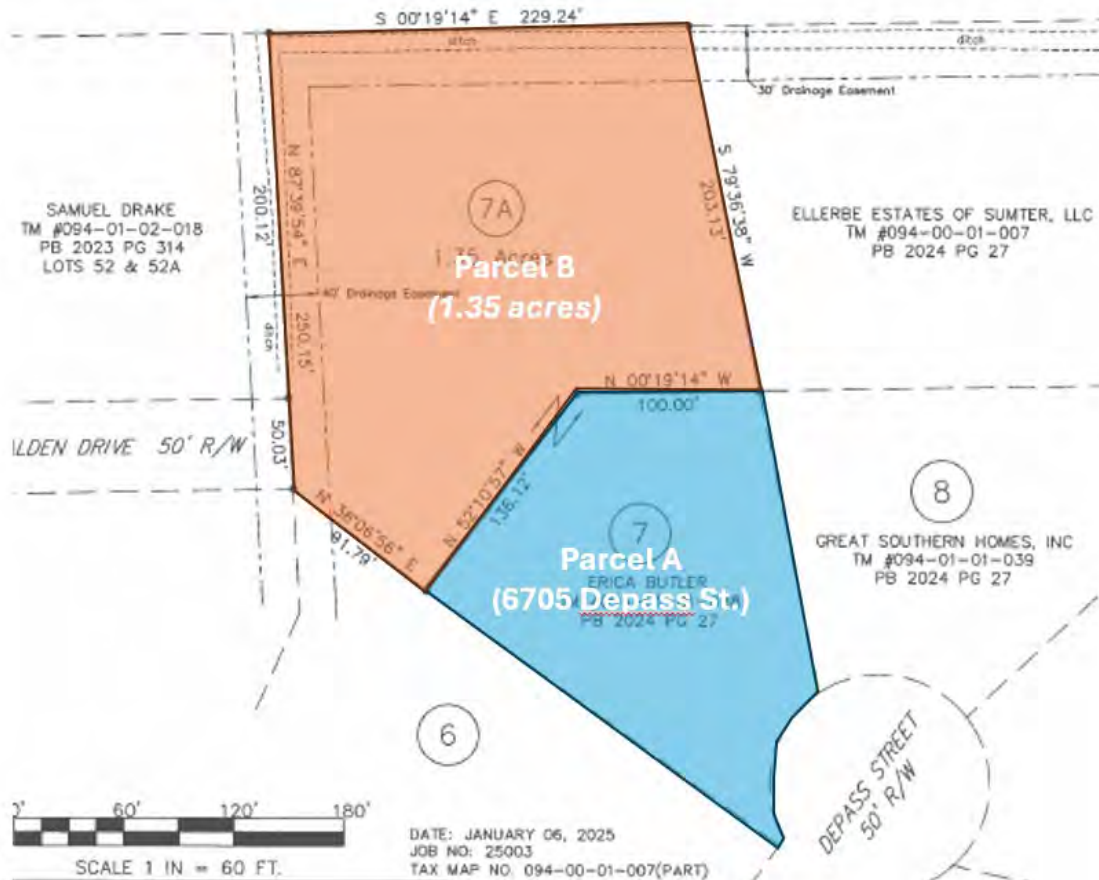 S 00°19'14" E 229.24'
ditch
ditch
30' Drainage Easement
N 87°39'54" E
200.12'
250.15'
S 79°36'38" W
203.13'
SAMUEL DRAKE
TM #094-01-02-018
PB 2023 PG 314
LOTS 52 & 52A
7A
Acres
Parcel B
(1.35 acres)
40' Drainage Easement
ditch
ELLERBE ESTATES OF SUMTER, LLC
TM #094-00-01-007
PB 2024 PG 27
N 00°19'14" W
100.00'
ALDEN DRIVE 50' R/W
50.03'
N 52°10'57" W
136.12'
N 36°06'56" E
91.79'
7
Parcel A
ERICA BUTLER
(6705 Depass St.)
PB 2024 PG 27
8
GREAT SOUTHERN HOMES, INC
TM #094-01-01-039
PB 2024 PG 27
6
DEPASS STREET
50' R/W
60' 120' 180'
SCALE 1 IN = 60 FT.
DATE: JANUARY 06, 2025
JOB NO: 25003
TAX MAP NO. 094-00-01-007(PART)